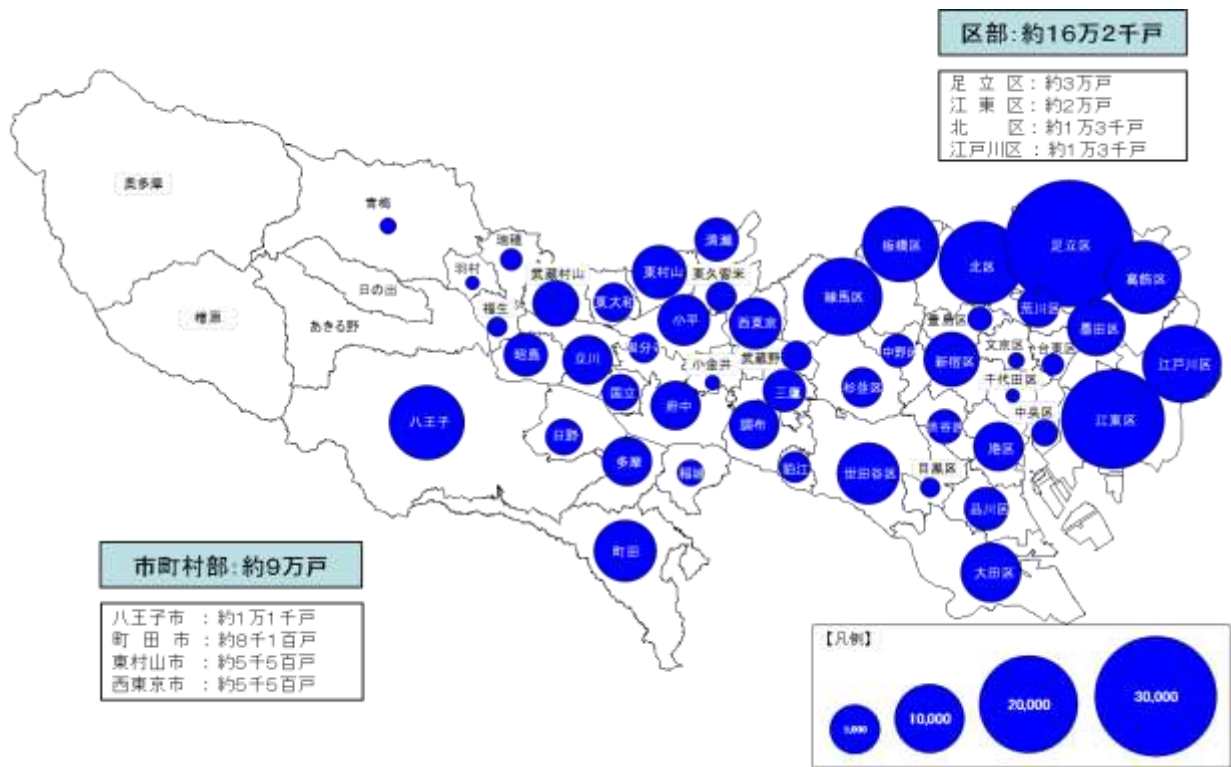 区部：約16万2千戸
足立区：約3万戸
江東区：約2万戸
北区：約1万3千戸
江戸川区：約1万3千戸
奥多摩
青梅
瑞穂
羽村
日の出
檜原
あきる野
福生
武蔵村山
東大和
東村山
清瀬
東久留米
小平
西東京
昭島
立川
国分寺
小金井
武蔵野
三鷹
国立
府中
調布
八王子
日野
多摩
稲城
狛江
町田
板橋区
北区
足立区
葛飾区
練馬区
豊島区
荒川区
墨田区
中野区
新宿区
文京区
台東区
江戸川区
杉並区
千代田区
中央区
江東区
渋谷区
港区
世田谷区
目黒区
品川区
大田区
市町村部：約9万戸
八王子市：約1万1千戸
町田市：約8千1百戸
東村山市：約5千5百戸
西東京市：約5千5百戸
【凡例】
10,000
20,000
30,000